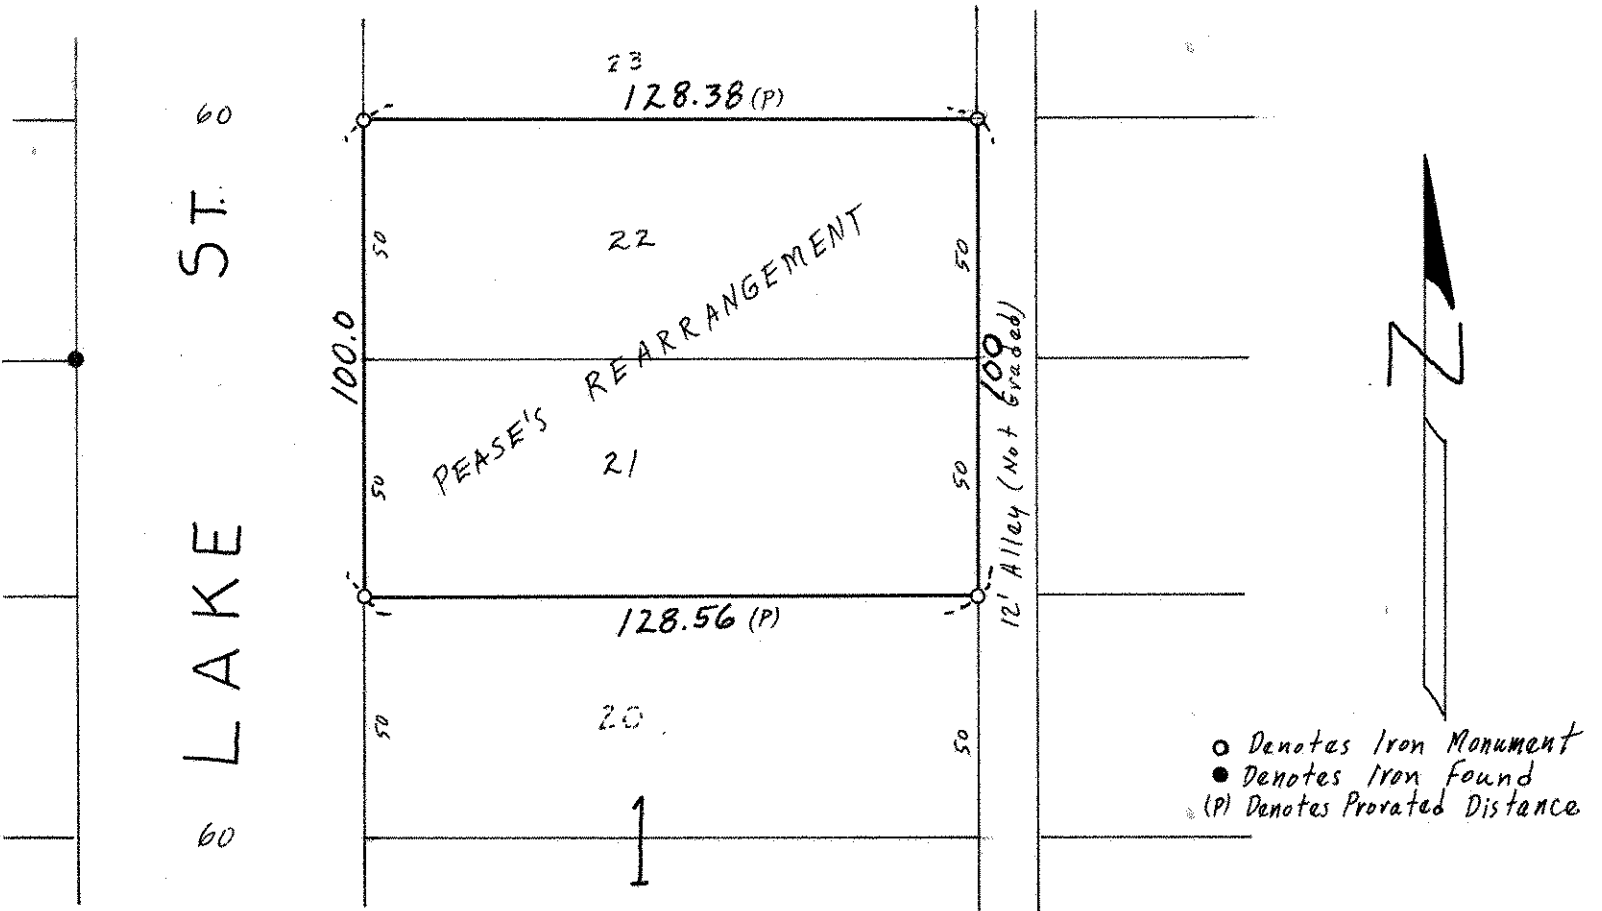 23
128.38 (P)
60
LAKE ST.
50
22
50
100.0
PEASE'S REARRANGEMENT
100
12' Alley (Not Graded)
50
21
50
128.56 (P)
50
20
50
60
1
N
O Denotes Iron Monument
● Denotes Iron Found
(P) Denotes Prorated Distance